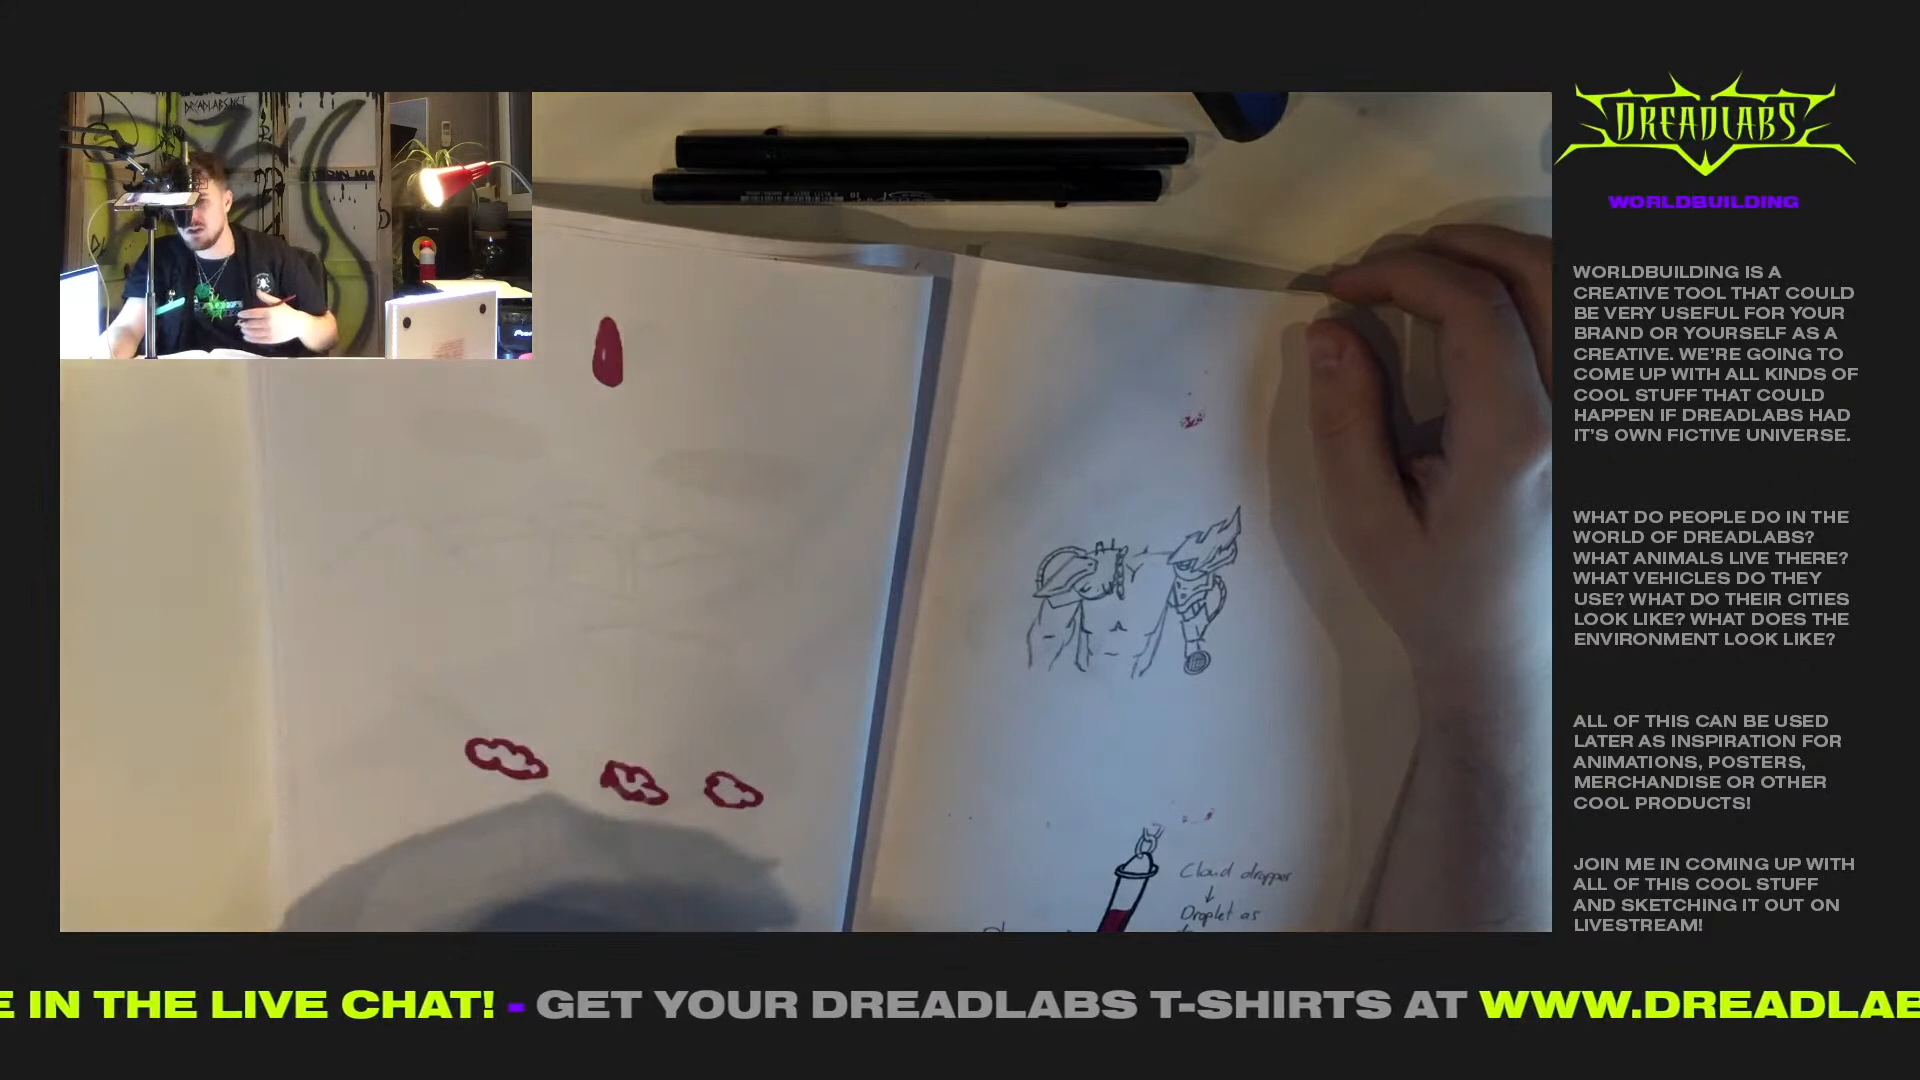 DREADLABS.NET
DREADLABS
WORLDBUILDING
WORLDBUILDING IS A
CREATIVE TOOL THAT COULD
BE VERY USEFUL FOR YOUR
BRAND OR YOURSELF AS A
CREATIVE. WE'RE GOING TO
COME UP WITH ALL KINDS OF
COOL STUFF THAT COULD
HAPPEN IF DREADLABS HAD
IT'S OWN FICTIVE UNIVERSE.
WHAT DO PEOPLE DO IN THE
WORLD OF DREADLABS?
WHAT ANIMALS LIVE THERE?
WHAT VEHICLES DO THEY
USE? WHAT DO THEIR CITIES
LOOK LIKE? WHAT DOES THE
ENVIRONMENT LOOK LIKE?
ALL OF THIS CAN BE USED
LATER AS INSPIRATION FOR
ANIMATIONS, POSTERS,
MERCHANDISE OR OTHER
COOL PRODUCTS!
JOIN ME IN COMING UP WITH
ALL OF THIS COOL STUFF
AND SKETCHING IT OUT ON
LIVESTREAM!
Cloud dropper
↓
Droplet as
E IN THE LIVE CHAT! - GET YOUR DREADLABS T-SHIRTS AT WWW.DREADLAB